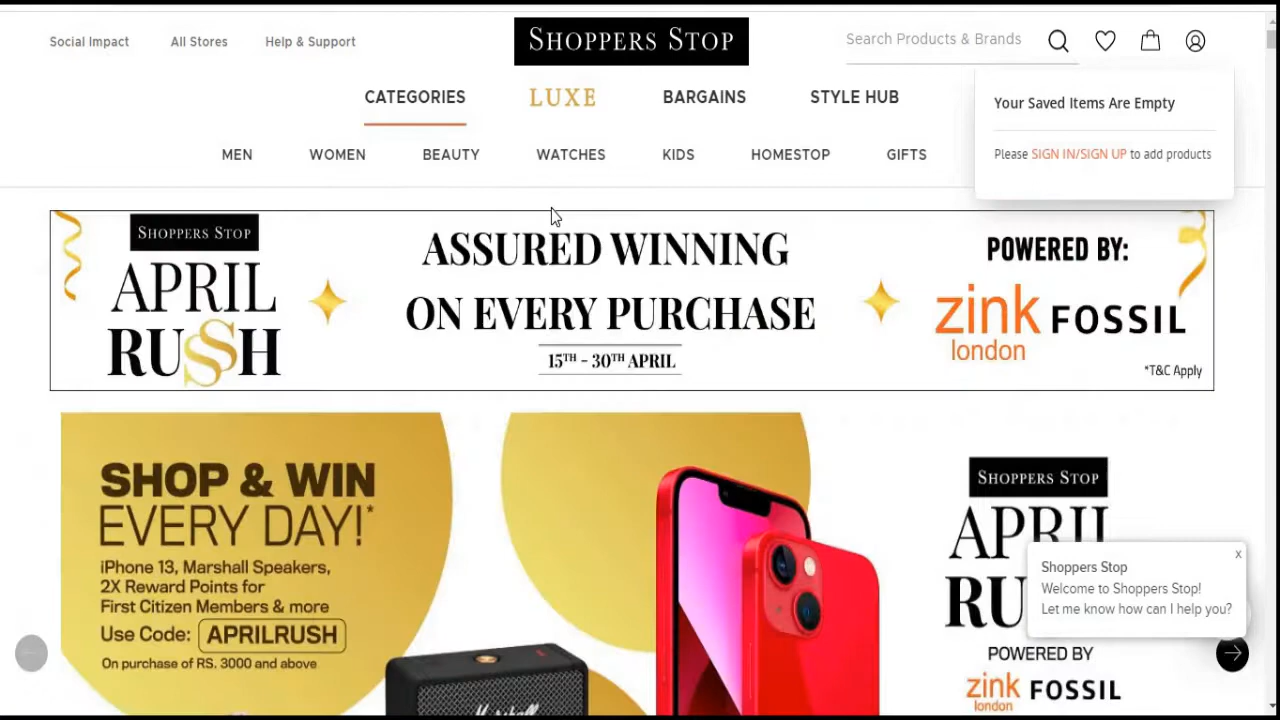 Social Impact
All Stores
Help & Support
SHOPPERS STOP
Search Products & Brands
CATEGORIES
LUXE
BARGAINS
STYLE HUB
Your Saved Items Are Empty
Please SIGN IN/SIGN UP to add products
MEN
WOMEN
BEAUTY
WATCHES
KIDS
HOMESTOP
GIFTS
SHOPPERS STOP
APRIL
RUSSH
ASSURED WINNING
ON EVERY PURCHASE
15TH - 30TH APRIL
POWERED BY:
zink london
FOSSIL
*T&C Apply
SHOP & WIN
EVERY DAY!*
iPhone 13, Marshall Speakers,
2X Reward Points for
First Citizen Members & more
Use Code: APRILRUSH
On purchase of RS. 3000 and above
Marshall
SHOPPERS STOP
APRIL
RU
Shoppers Stop
x
Welcome to Shoppers Stop!
Let me know how can I help you?
POWERED BY
zink london
FOSSIL